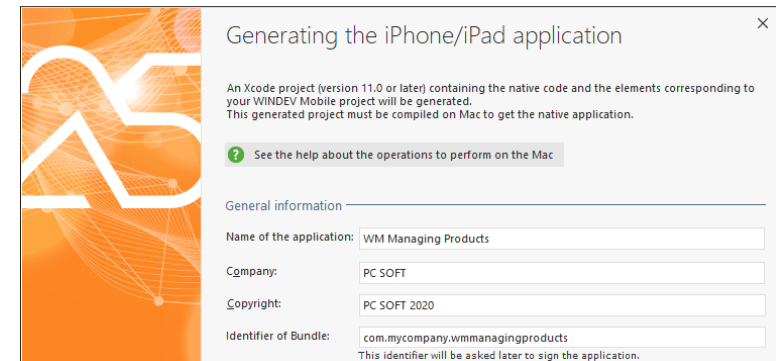 Generating the iPhone/iPad application
An Xcode project (version 11.0 or later) containing the native code and the elements corresponding to
your WINDEV Mobile project will be generated.
This generated project must be compiled on Mac to get the native application.
? See the help about the operations to perform on the Mac
General information
Name of the application: WM Managing Products
Company: PC SOFT
Copyright: PC SOFT 2020
Identifier of Bundle: com.mycompany.wmmanagingproducts
This identifier will be asked later to sign the application.